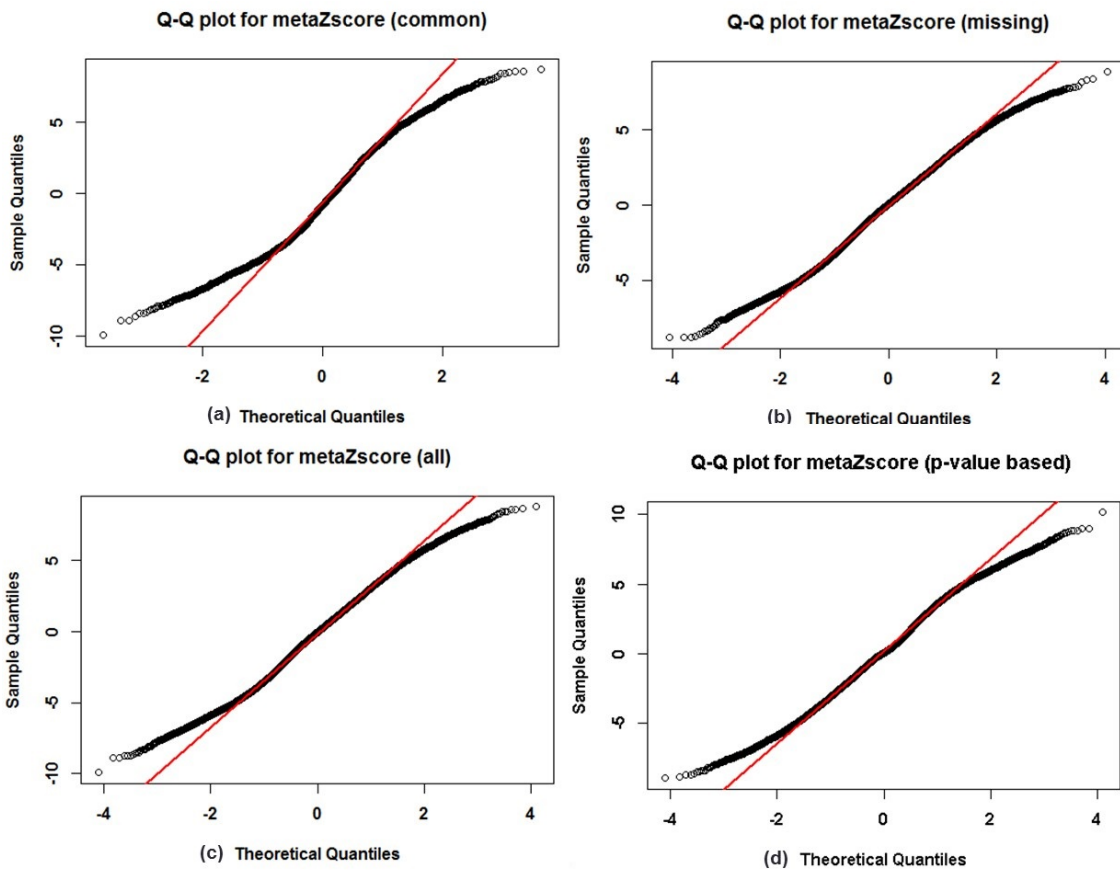 Q-Q plot for metaZscore (common)
Sample Quantiles
5
0
-5
-10
-2 0 2
(a) Theoretical Quantiles
Q-Q plot for metaZscore (missing)
Sample Quantiles
5
0
-5
-4 -2 0 2 4
(b) Theoretical Quantiles
Q-Q plot for metaZscore (all)
Sample Quantiles
5
0
-5
-10
-4 -2 0 2 4
(c) Theoretical Quantiles
Q-Q plot for metaZscore (p-value based)
Sample Quantiles
10
5
0
-5
-4 -2 0 2 4
(d) Theoretical Quantiles